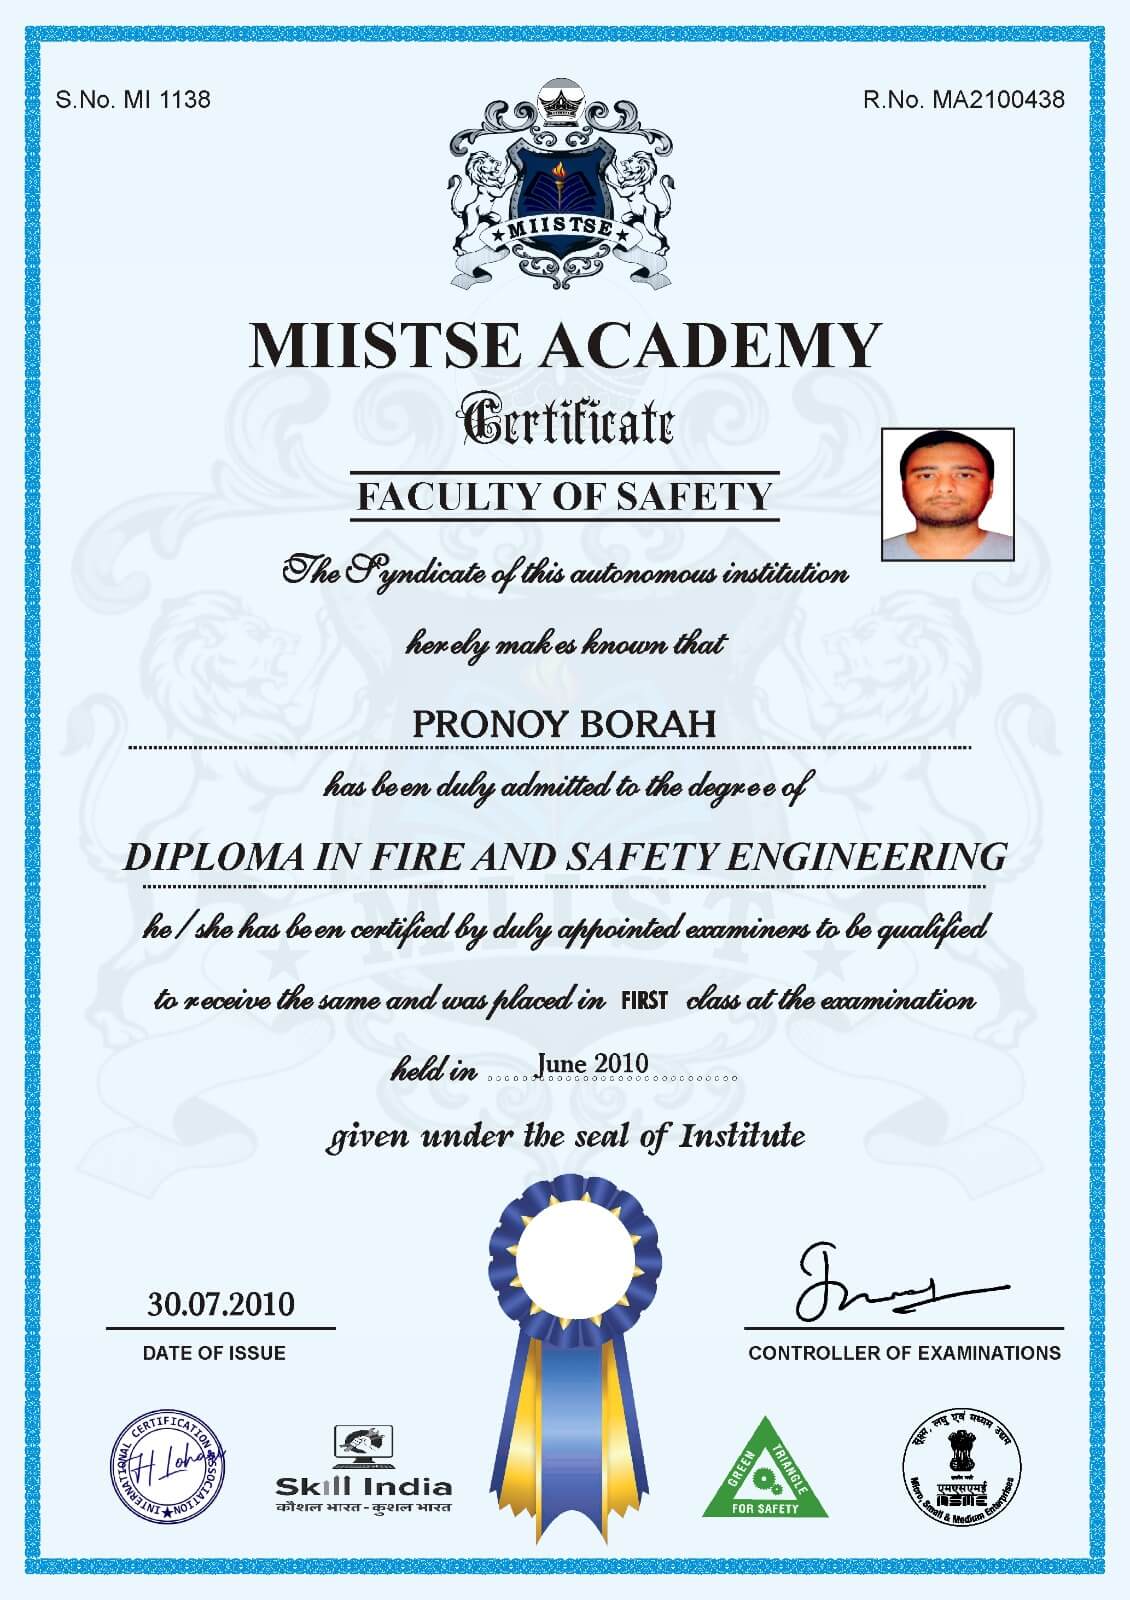 S.No. MI 1138
R.No. MA2100438
★ MIISTSE ★
MIISTSE ACADEMY
Certificate
FACULTY OF SAFETY
The Syndicate of this autonomous institution
herely makes known that
PRONOY BORAH
has been duly admitted to the degree of
DIPLOMA IN FIRE AND SAFETY ENGINEERING
he / she has been certified by duly appointed examiners to be qualified
to receive the same and was placed in FIRST class at the examination
held in June 2010
given under the seal of Institute
30.07.2010
DATE OF ISSUE
CONTROLLER OF EXAMINATIONS
INTERNATIONAL CERTIFICATION ASSOCIATION
Skill India
कौशल भारत - कुशल भारत
GREEN TRIANGLE
FOR SAFETY
सूक्ष्म, लघु एवं मध्यम उद्यम
एमएसएमई
MSME
Micro, Small & Medium Enterprises